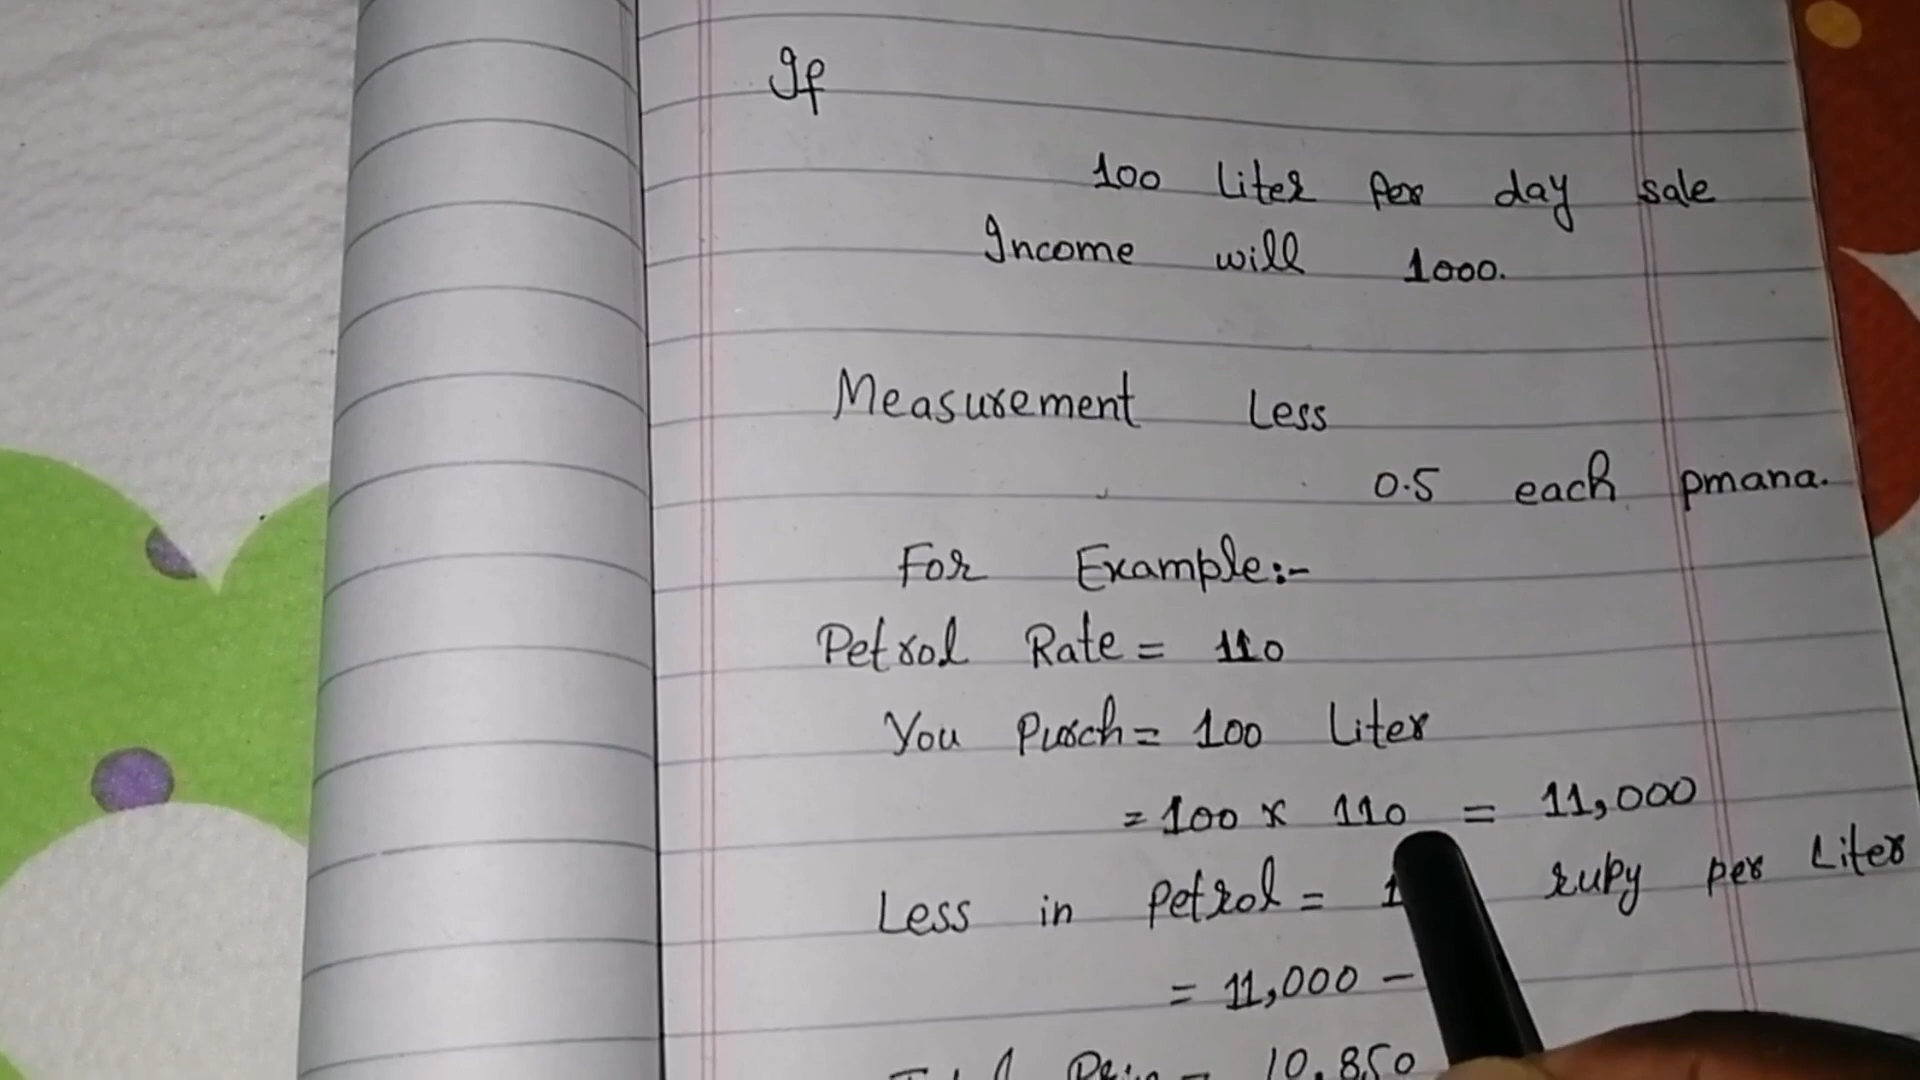 If
100 Liter Per day sale
Income will 1000.
Measurement Less
0.5 each pmana.
For Example:-
Petrol Rate = 110
You Purch = 100 Liter
= 100 x 110 = 11,000
Less in Petrol = 1 rupy per Liter
= 11,000 -
= 10,850